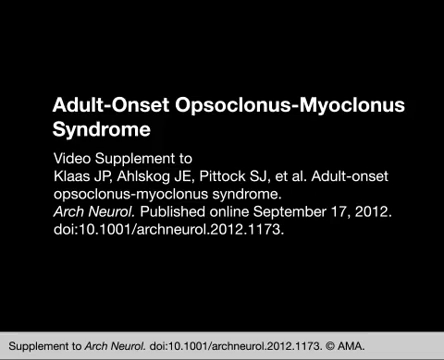 Adult-Onset Opsoclonus-Myoclonus
Syndrome
Video Supplement to
Klaas JP, Ahlskog JE, Pittock SJ, et al. Adult-onset
opsoclonus-myoclonus syndrome.
Arch Neurol. Published online September 17, 2012.
doi:10.1001/archneurol.2012.1173.
Supplement to Arch Neurol. doi:10.1001/archneurol.2012.1173. © AMA.